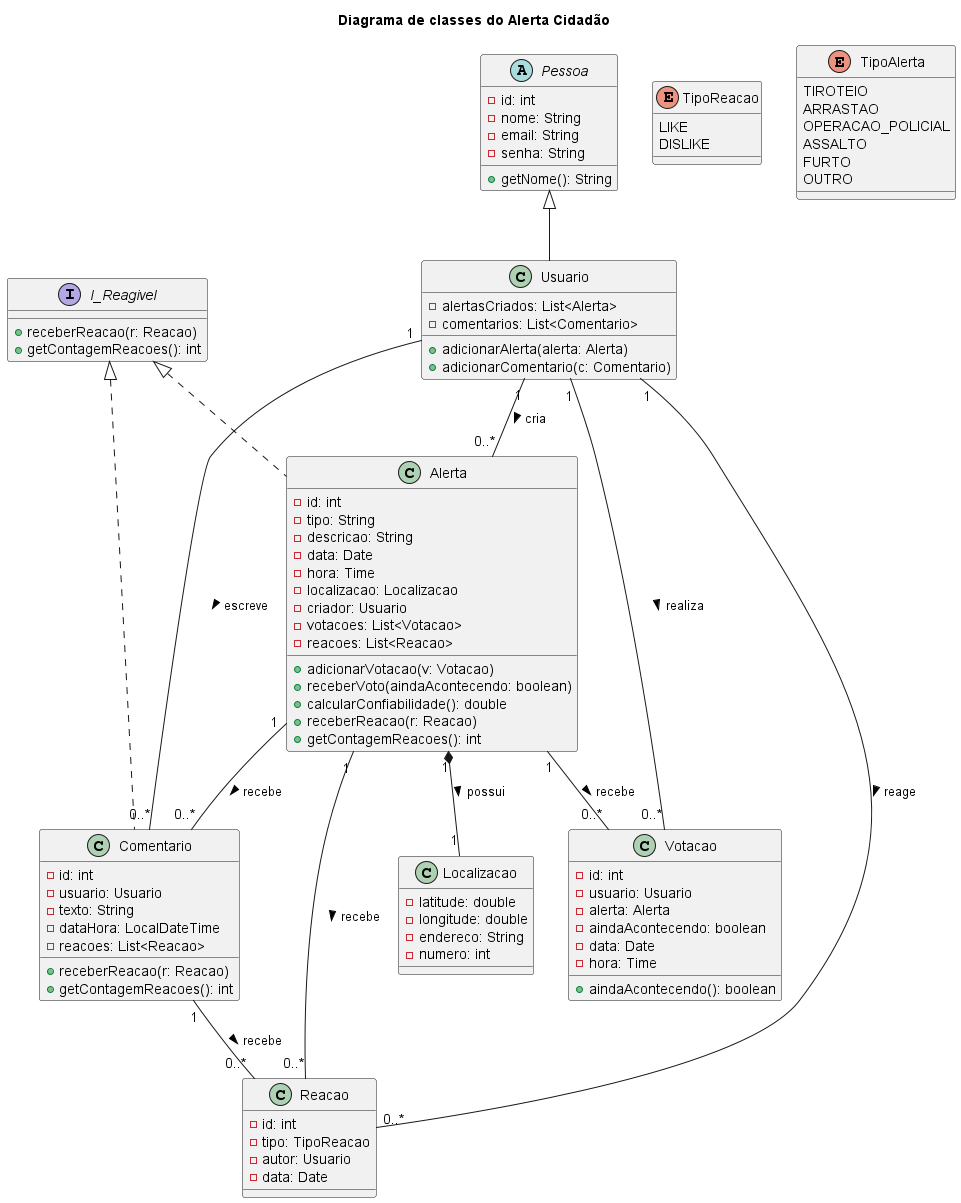 Diagrama de classes do Alerta Cidadão
A Pessoa
id: int
nome: String
email: String
senha: String
getNome(): String
E TipoReacao
LIKE
DISLIKE
E TipoAlerta
TIROTEIO
ARRASTAO
OPERACAO_POLICIAL
ASSALTO
FURTO
OUTRO
I I_Reagivel
receberReacao(r: Reacao)
getContagemReacoes(): int
C Usuario
alertasCriados: List<Alerta>
comentarios: List<Comentario>
adicionarAlerta(alerta: Alerta)
adicionarComentario(c: Comentario)
1
1
1
1
cria
0..*
C Alerta
id: int
tipo: String
descricao: String
data: Date
hora: Time
localizacao: Localizacao
criador: Usuario
votacoes: List<Votacao>
reacoes: List<Reacao>
adicionarVotacao(v: Votacao)
receberVoto(aindaAcontecendo: boolean)
calcularConfiabilidade(): double
receberReacao(r: Reacao)
getContagemReacoes(): int
escreve
realiza
1
1
1
1
recebe
possui
recebe
reage
0..*
0..*
1
0..*
0..*
C Comentario
id: int
usuario: Usuario
texto: String
dataHora: LocalDateTime
reacoes: List<Reacao>
receberReacao(r: Reacao)
getContagemReacoes(): int
recebe
C Localizacao
latitude: double
longitude: double
endereco: String
numero: int
C Votacao
id: int
usuario: Usuario
alerta: Alerta
aindaAcontecendo: boolean
data: Date
hora: Time
aindaAcontecendo(): boolean
1
recebe
0..*
0..*
0..*
C Reacao
id: int
tipo: TipoReacao
autor: Usuario
data: Date